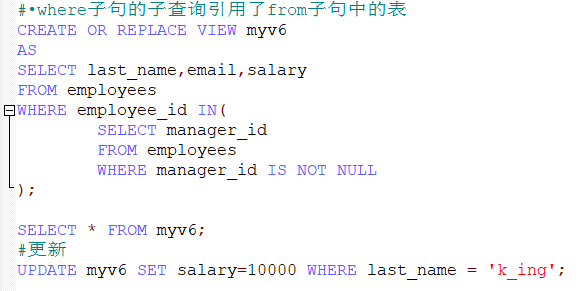 #•where子句的子查询引用了from子句中的表
CREATE OR REPLACE VIEW myv6
AS
SELECT last_name,email,salary
FROM employees
WHERE employee_id IN(
SELECT manager_id
FROM employees
WHERE manager_id IS NOT NULL
);
SELECT * FROM myv6;
#更新
UPDATE myv6 SET salary=10000 WHERE last_name = 'k_ing';